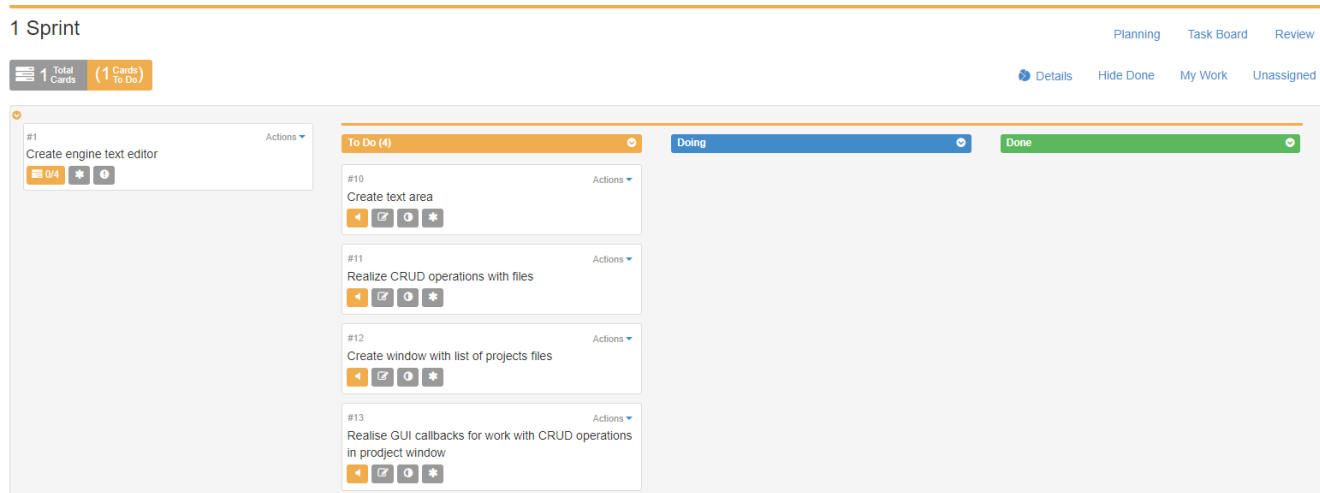 1 Sprint
Planning Task Board Review
1 Total Cards (1 Cards To Do)
Details Hide Done My Work Unassigned
#1 Actions
Create engine text editor
0/4
To Do (4) Doing Done
#10 Actions
Create text area
#11 Actions
Realize CRUD operations with files
#12 Actions
Create window with list of projects files
#13 Actions
Realise GUI callbacks for work with CRUD operations
in prodject window